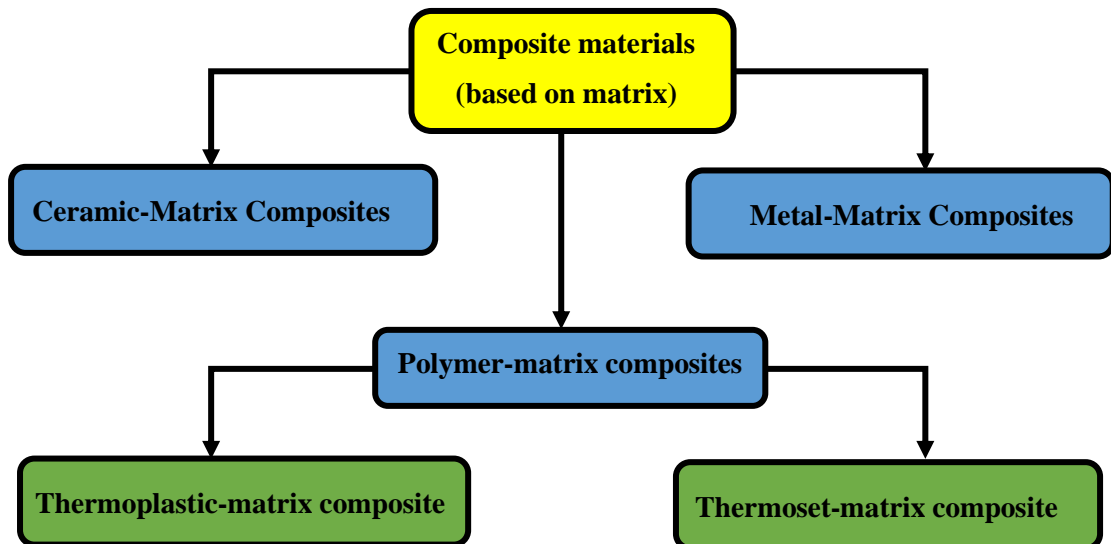 Composite materials
(based on matrix)
Ceramic-Matrix Composites
Metal-Matrix Composites
Polymer-matrix composites
Thermoplastic-matrix composite
Thermoset-matrix composite